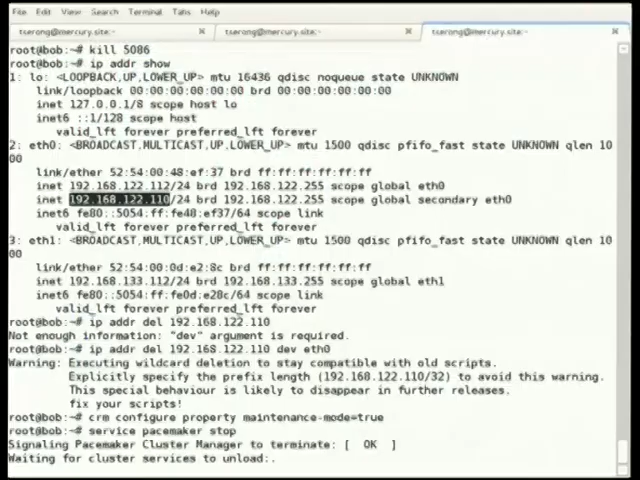 File Edit View Search Terminal Tabs Help
tserong@mercury.site:~ × tserong@mercury.site:~ × tserong@mercury.site:~ ×
root@bob:~# kill 5086
root@bob:~# ip addr show
1: lo: <LOOPBACK,UP,LOWER_UP> mtu 16436 qdisc noqueue state UNKNOWN
link/loopback 00:00:00:00:00:00 brd 00:00:00:00:00:00
inet 127.0.0.1/8 scope host lo
inet6 ::1/128 scope host
valid_lft forever preferred_lft forever
2: eth0: <BROADCAST,MULTICAST,UP,LOWER_UP> mtu 1500 qdisc pfifo_fast state UNKNOWN qlen 10
00
link/ether 52:54:00:48:ef:37 brd ff:ff:ff:ff:ff:ff
inet 192.168.122.112/24 brd 192.168.122.255 scope global eth0
inet 192.168.122.110/24 brd 192.168.122.255 scope global secondary eth0
inet6 fe80::5054:ff:fe48:ef37/64 scope link
valid_lft forever preferred_lft forever
3: eth1: <BROADCAST,MULTICAST,UP,LOWER_UP> mtu 1500 qdisc pfifo_fast state UNKNOWN qlen 10
00
link/ether 52:54:00:0d:e2:8c brd ff:ff:ff:ff:ff:ff
inet 192.168.133.112/24 brd 192.168.133.255 scope global eth1
inet6 fe80::5054:ff:fe0d:e28c/64 scope link
valid_lft forever preferred_lft forever
root@bob:~# ip addr del 192.168.122.110
Not enough information: "dev" argument is required.
root@bob:~# ip addr del 192.168.122.110 dev eth0
Warning: Executing wildcard deletion to stay compatible with old scripts.
Explicitly specify the prefix length (192.168.122.110/32) to avoid this warning.
This special behaviour is likely to disappear in further releases,
fix your scripts!
root@bob:~# crm configure property maintenance-mode=true
root@bob:~# service pacemaker stop
Signaling Pacemaker Cluster Manager to terminate: [ OK ]
Waiting for cluster services to unload:.